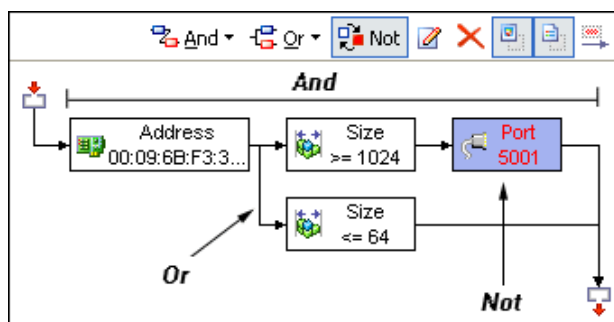 And Or Not
And
Address
00:09:6B:F3:3...
Size
>= 1024
Port
5001
Size
<= 64
Or
Not